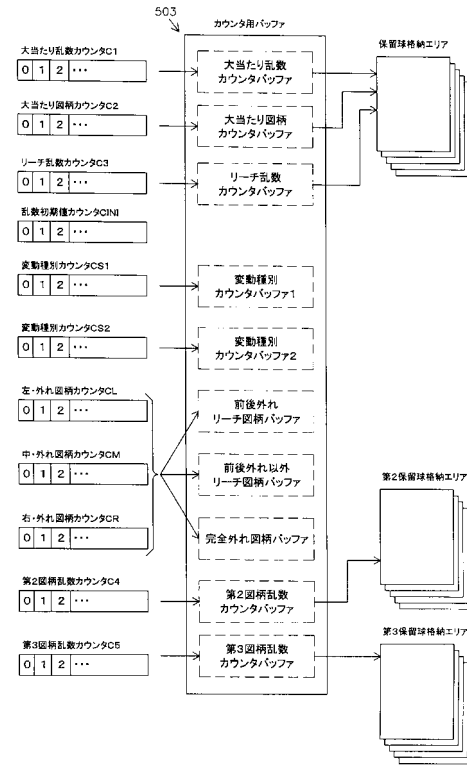 503
カウンタ用バッファ
大当たり乱数カウンタC1
0 1 2 ･･･
大当たり乱数
カウンタバッファ
保留球格納エリア
大当たり図柄カウンタC2
0 1 2 ･･･
大当たり図柄
カウンタバッファ
リーチ乱数カウンタC3
0 1 2 ･･･
リーチ乱数
カウンタバッファ
乱数初期値カウンタCINI
0 1 2 ･･･
変動種別カウンタCS1
0 1 2 ･･･
変動種別
カウンタバッファ1
変動種別カウンタCS2
0 1 2 ･･･
変動種別
カウンタバッファ2
左・外れ図柄カウンタCL
0 1 2 ･･･
前後外れ
リーチ図柄バッファ
中・外れ図柄カウンタCM
0 1 2 ･･･
前後外れ以外
リーチ図柄バッファ
右・外れ図柄カウンタCR
0 1 2 ･･･
完全外れ図柄バッファ
第2保留球格納エリア
第2図柄乱数カウンタC4
0 1 2 ･･･
第2図柄乱数
カウンタバッファ
第3図柄乱数カウンタC5
0 1 2 ･･･
第3図柄乱数
カウンタバッファ
第3保留球格納エリア